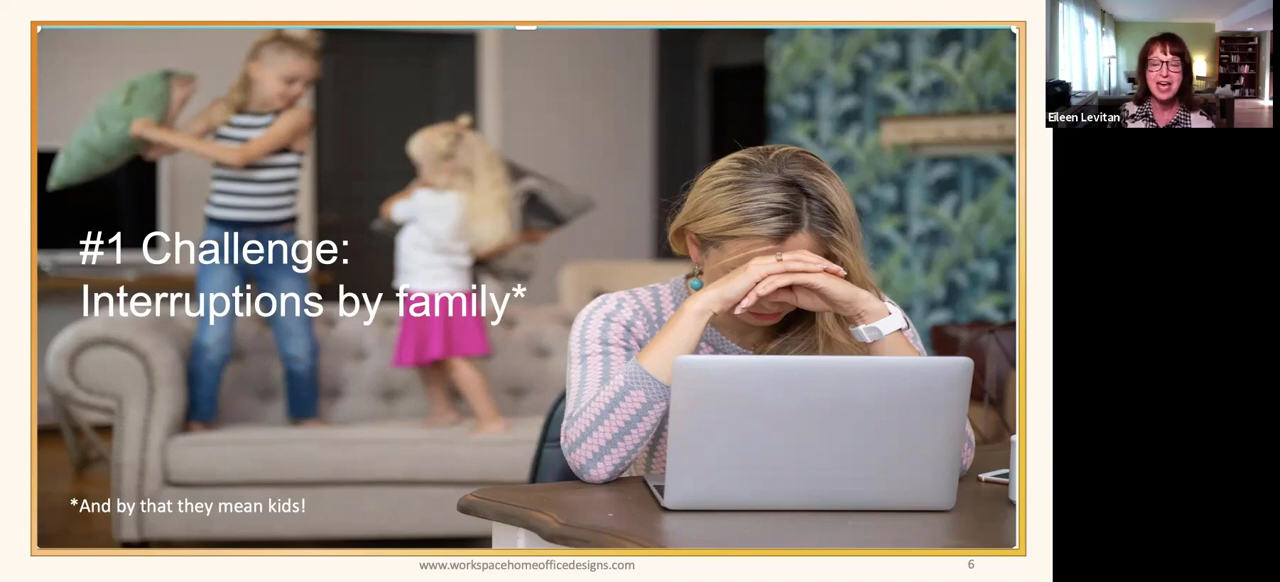 Eileen Levitan
#1 Challenge:
Interruptions by family*
*And by that they mean kids!
www.workspacehomeofficedesigns.com
6